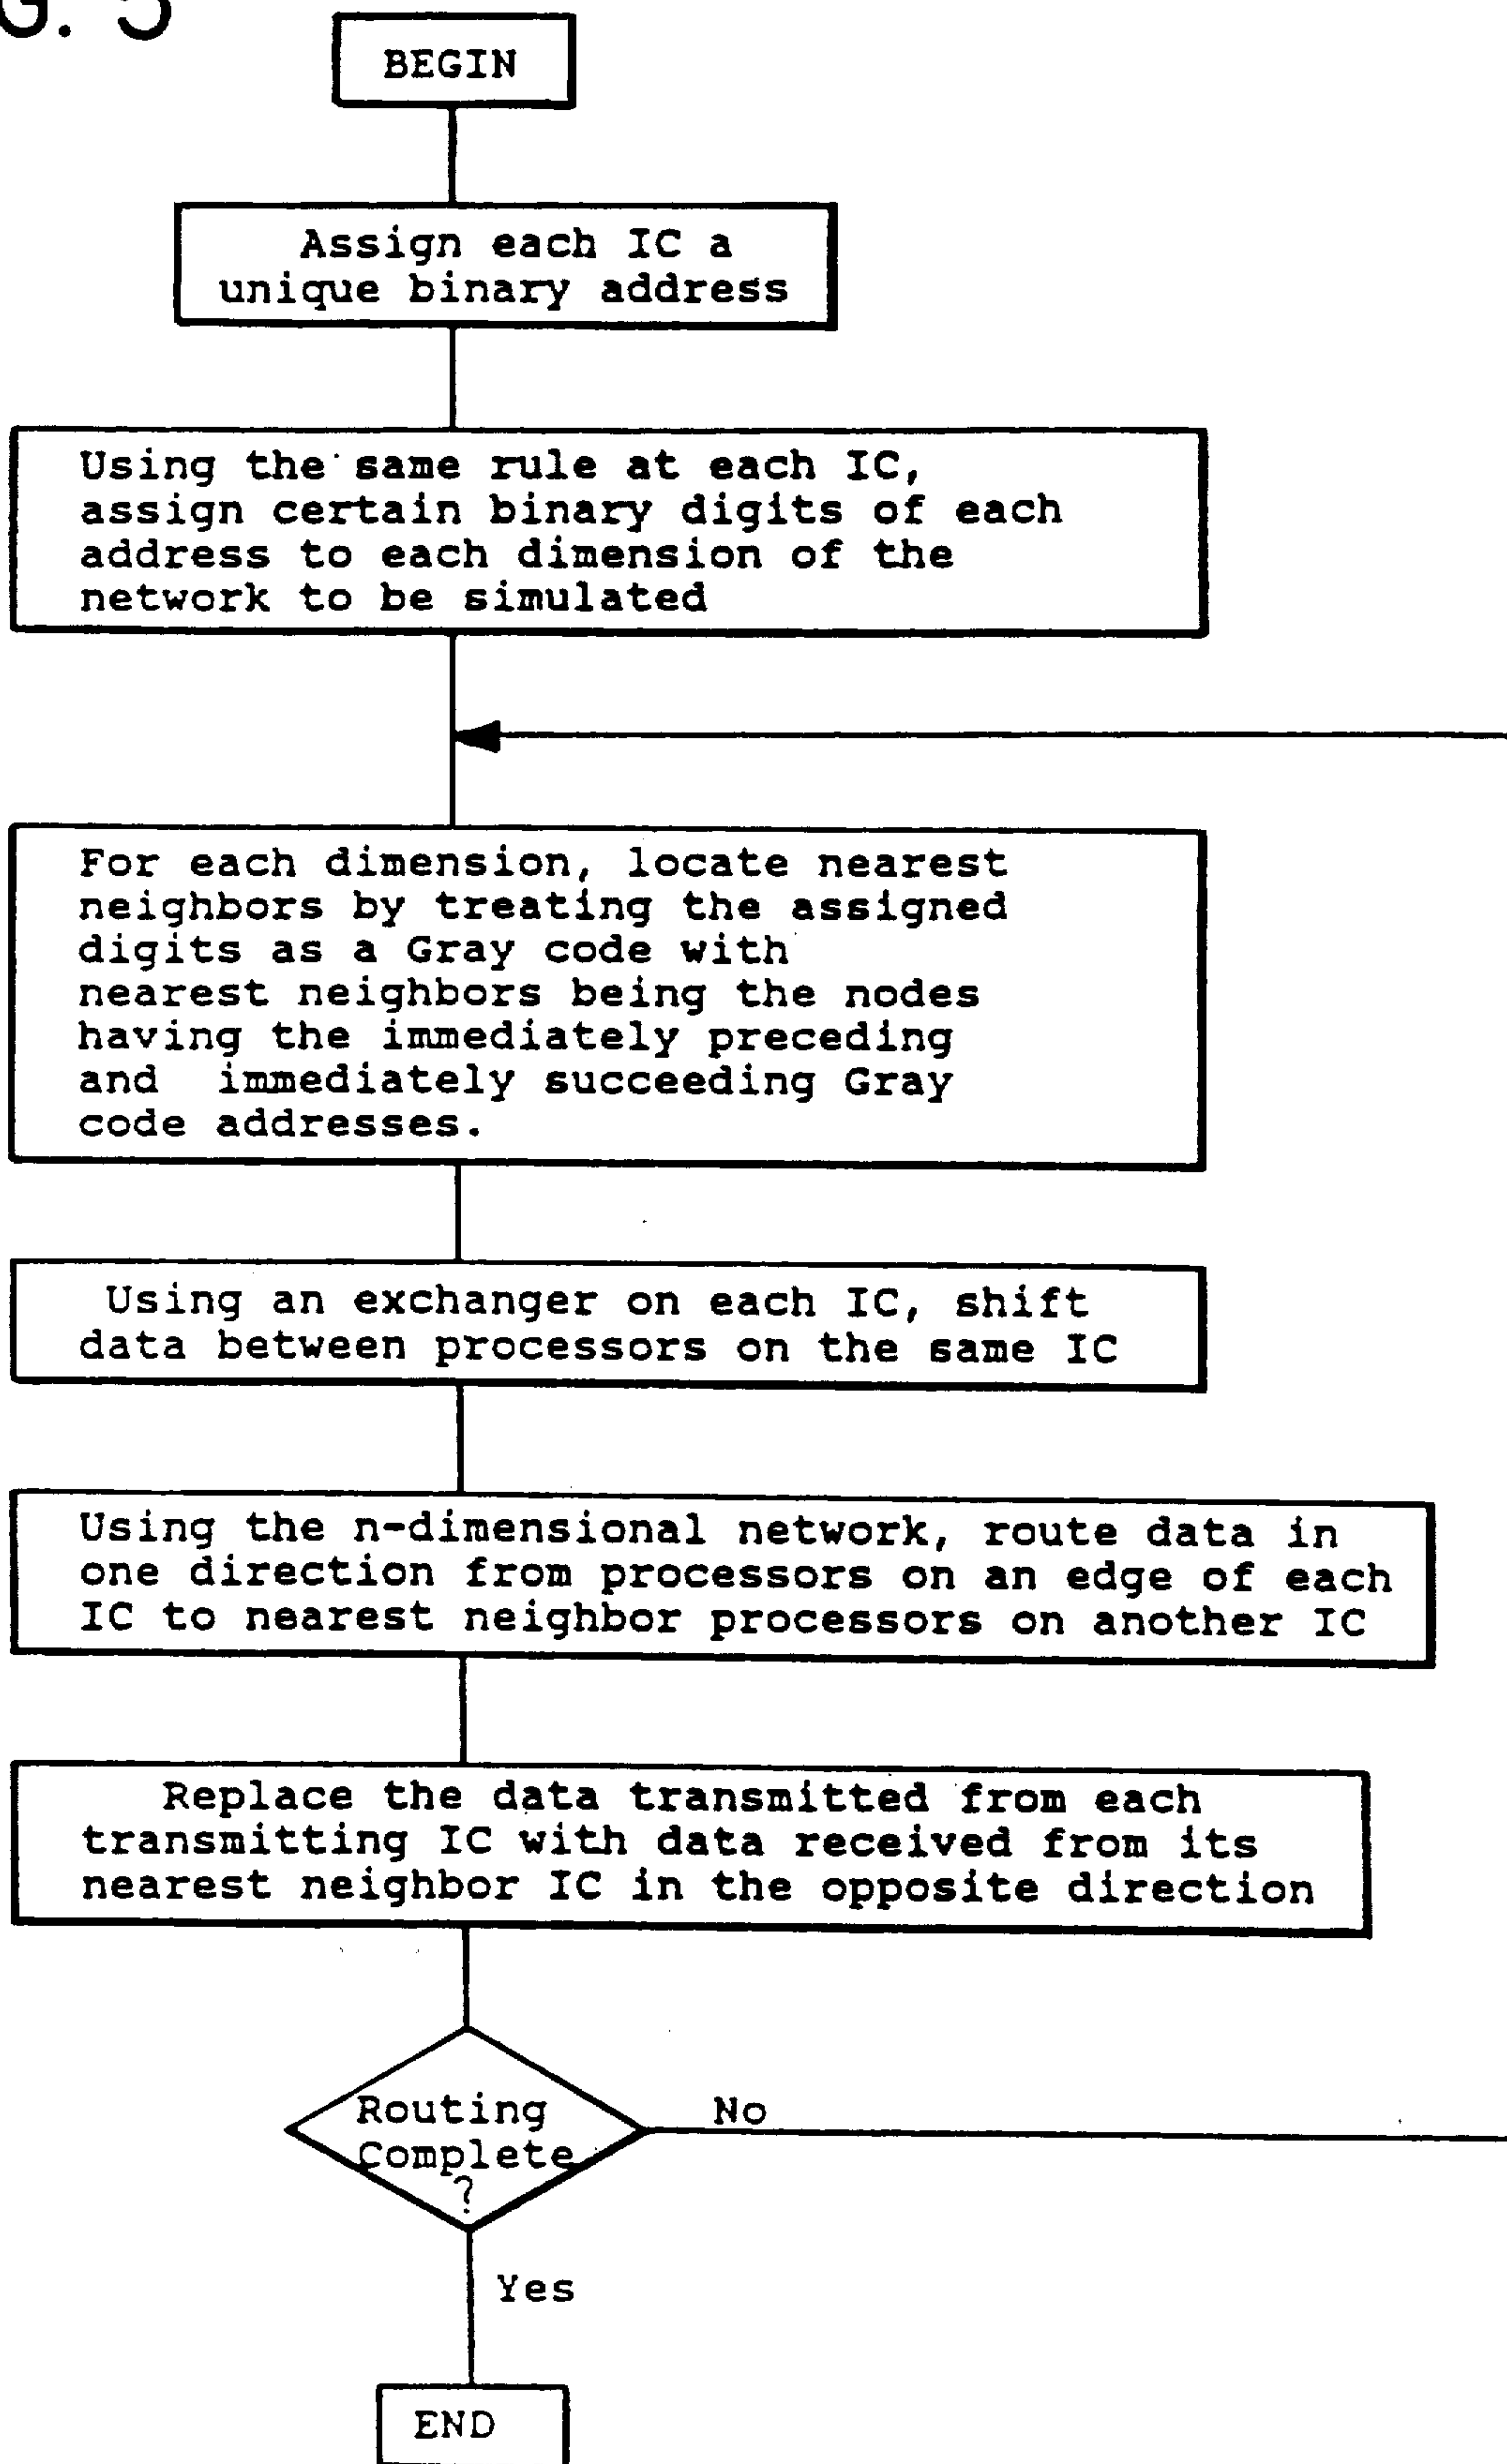 G. 5
BEGIN
Assign each IC a
unique binary address
Using the same rule at each IC,
assign certain binary digits of each
address to each dimension of the
network to be simulated
For each dimension, locate nearest
neighbors by treating the assigned
digits as a Gray code with
nearest neighbors being the nodes
having the immediately preceding
and immediately succeeding Gray
code addresses.
Using an exchanger on each IC, shift
data between processors on the same IC
Using the n-dimensional network, route data in
one direction from processors on an edge of each
IC to nearest neighbor processors on another IC
Replace the data transmitted from each
transmitting IC with data received from its
nearest neighbor IC in the opposite direction
Routing
Complete
?
No
Yes
END